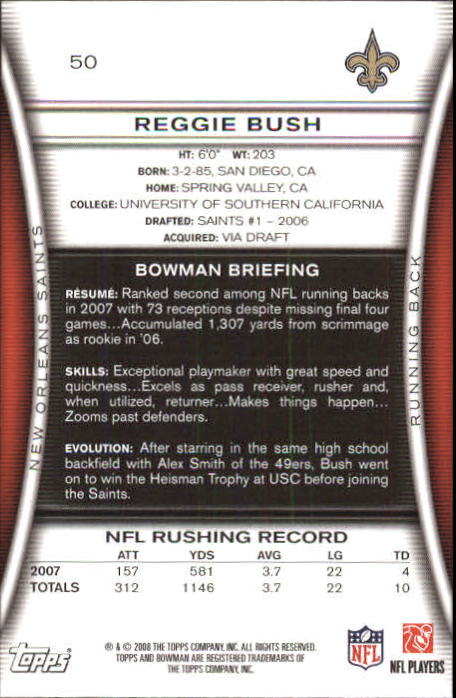 50
REGGIE BUSH
HT: 6'0" WT: 203
BORN: 3-2-85, SAN DIEGO, CA
HOME: SPRING VALLEY, CA
COLLEGE: UNIVERSITY OF SOUTHERN CALIFORNIA
DRAFTED: SAINTS #1 – 2006
ACQUIRED: VIA DRAFT
NEW ORLEANS SAINTS
RUNNING BACK
BOWMAN BRIEFING
RÉSUMÉ: Ranked second among NFL running backs
in 2007 with 73 receptions despite missing final four
games...Accumulated 1,307 yards from scrimmage
as rookie in '06.
SKILLS: Exceptional playmaker with great speed and
quickness...Excels as pass receiver, rusher and,
when utilized, returner...Makes things happen...
Zooms past defenders.
EVOLUTION: After starring in the same high school
backfield with Alex Smith of the 49ers, Bush went
on to win the Heisman Trophy at USC before joining
the Saints.
NFL RUSHING RECORD
ATT YDS AVG LG TD
2007 157 581 3.7 22 4
TOTALS 312 1146 3.7 22 10
Topps
® & © 2008 THE TOPPS COMPANY, INC. ALL RIGHTS RESERVED.
TOPPS AND BOWMAN ARE REGISTERED TRADEMARKS OF
THE TOPPS COMPANY, INC.
NFL
NFL PLAYERS